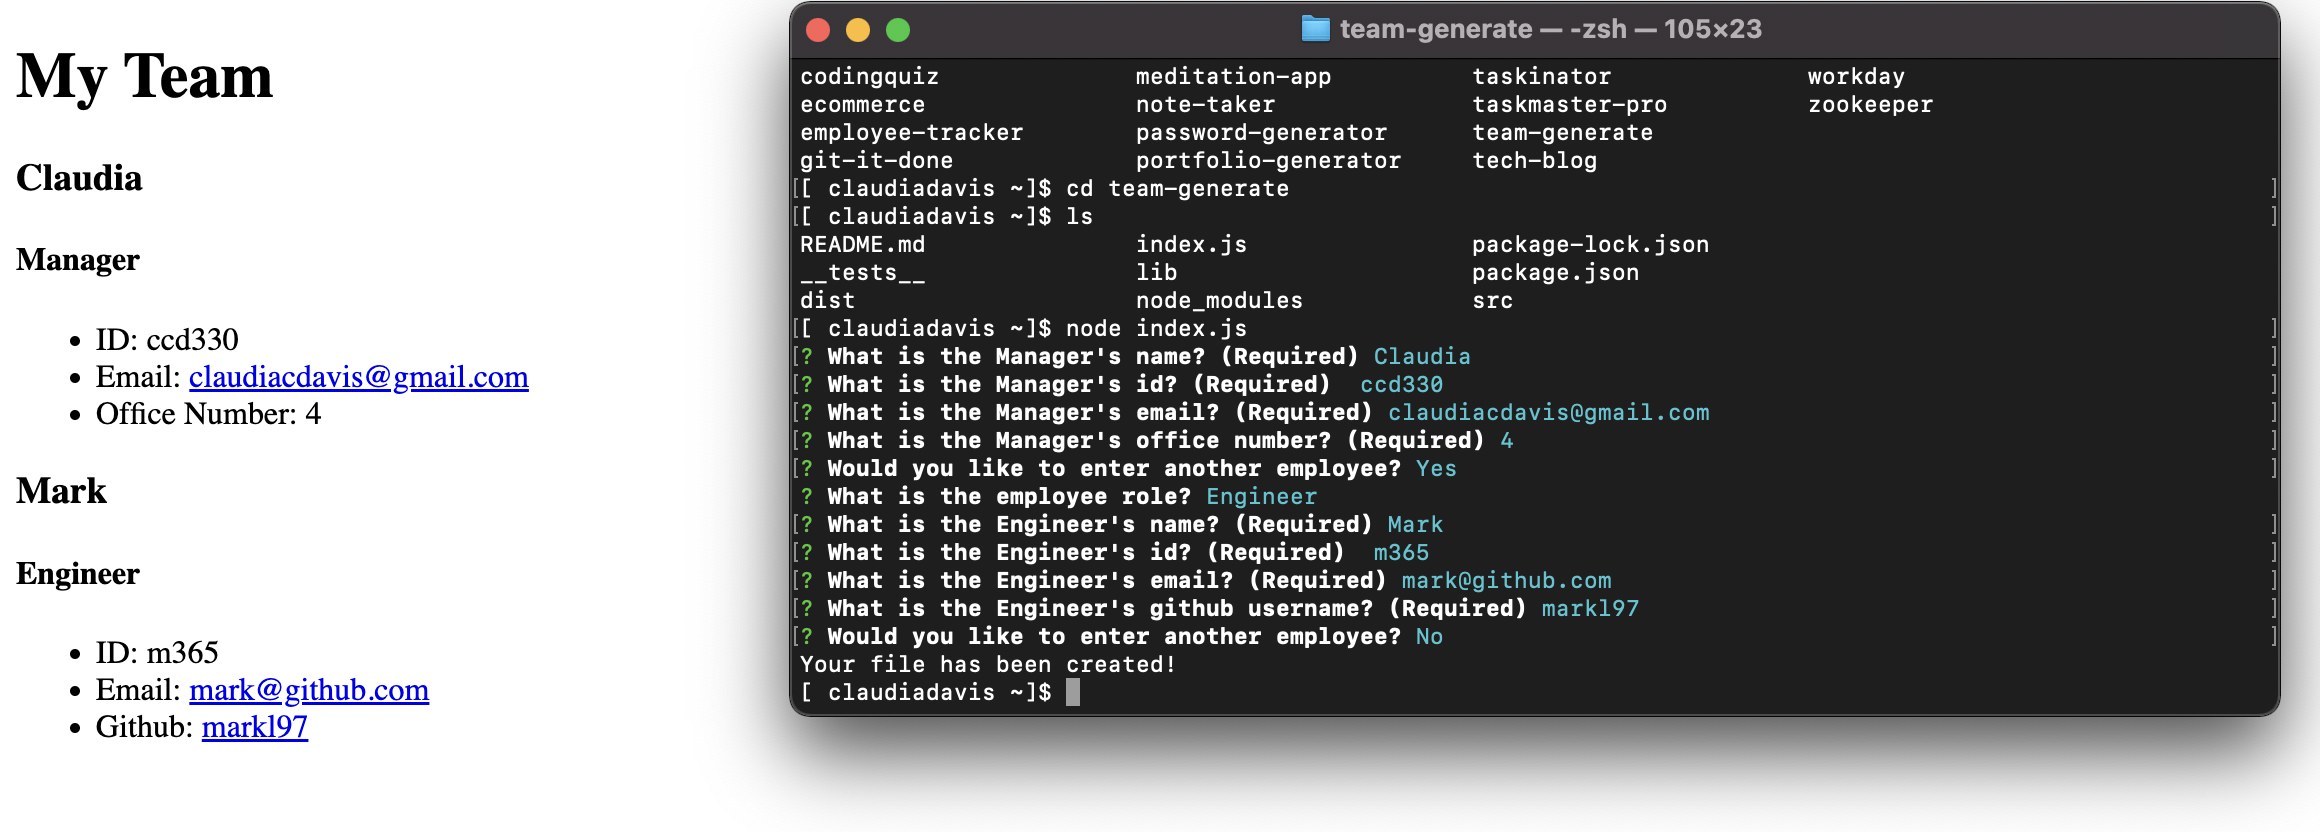 My Team
Claudia
Manager
• ID: ccd330
• Email: claudiacdavis@gmail.com
• Office Number: 4
Mark
Engineer
• ID: m365
• Email: mark@github.com
• Github: markl97
team-generate — -zsh — 105×23
codingquiz meditation-app taskinator workday
ecommerce note-taker taskmaster-pro zookeeper
employee-tracker password-generator team-generate
git-it-done portfolio-generator tech-blog
[[ claudiadavis ~]$ cd team-generate ]
[[ claudiadavis ~]$ ls ]
README.md index.js package-lock.json
__tests__ lib package.json
dist node_modules src
[[ claudiadavis ~]$ node index.js ]
[? What is the Manager's name? (Required) Claudia ]
[? What is the Manager's id? (Required)  ccd330 ]
[? What is the Manager's email? (Required) claudiacdavis@gmail.com ]
[? What is the Manager's office number? (Required) 4 ]
[? Would you like to enter another employee? Yes ]
? What is the employee role? Engineer
[? What is the Engineer's name? (Required) Mark ]
[? What is the Engineer's id? (Required)  m365 ]
[? What is the Engineer's email? (Required) mark@github.com ]
[? What is the Engineer's github username? (Required) markl97 ]
[? Would you like to enter another employee? No ]
Your file has been created!
[ claudiadavis ~]$